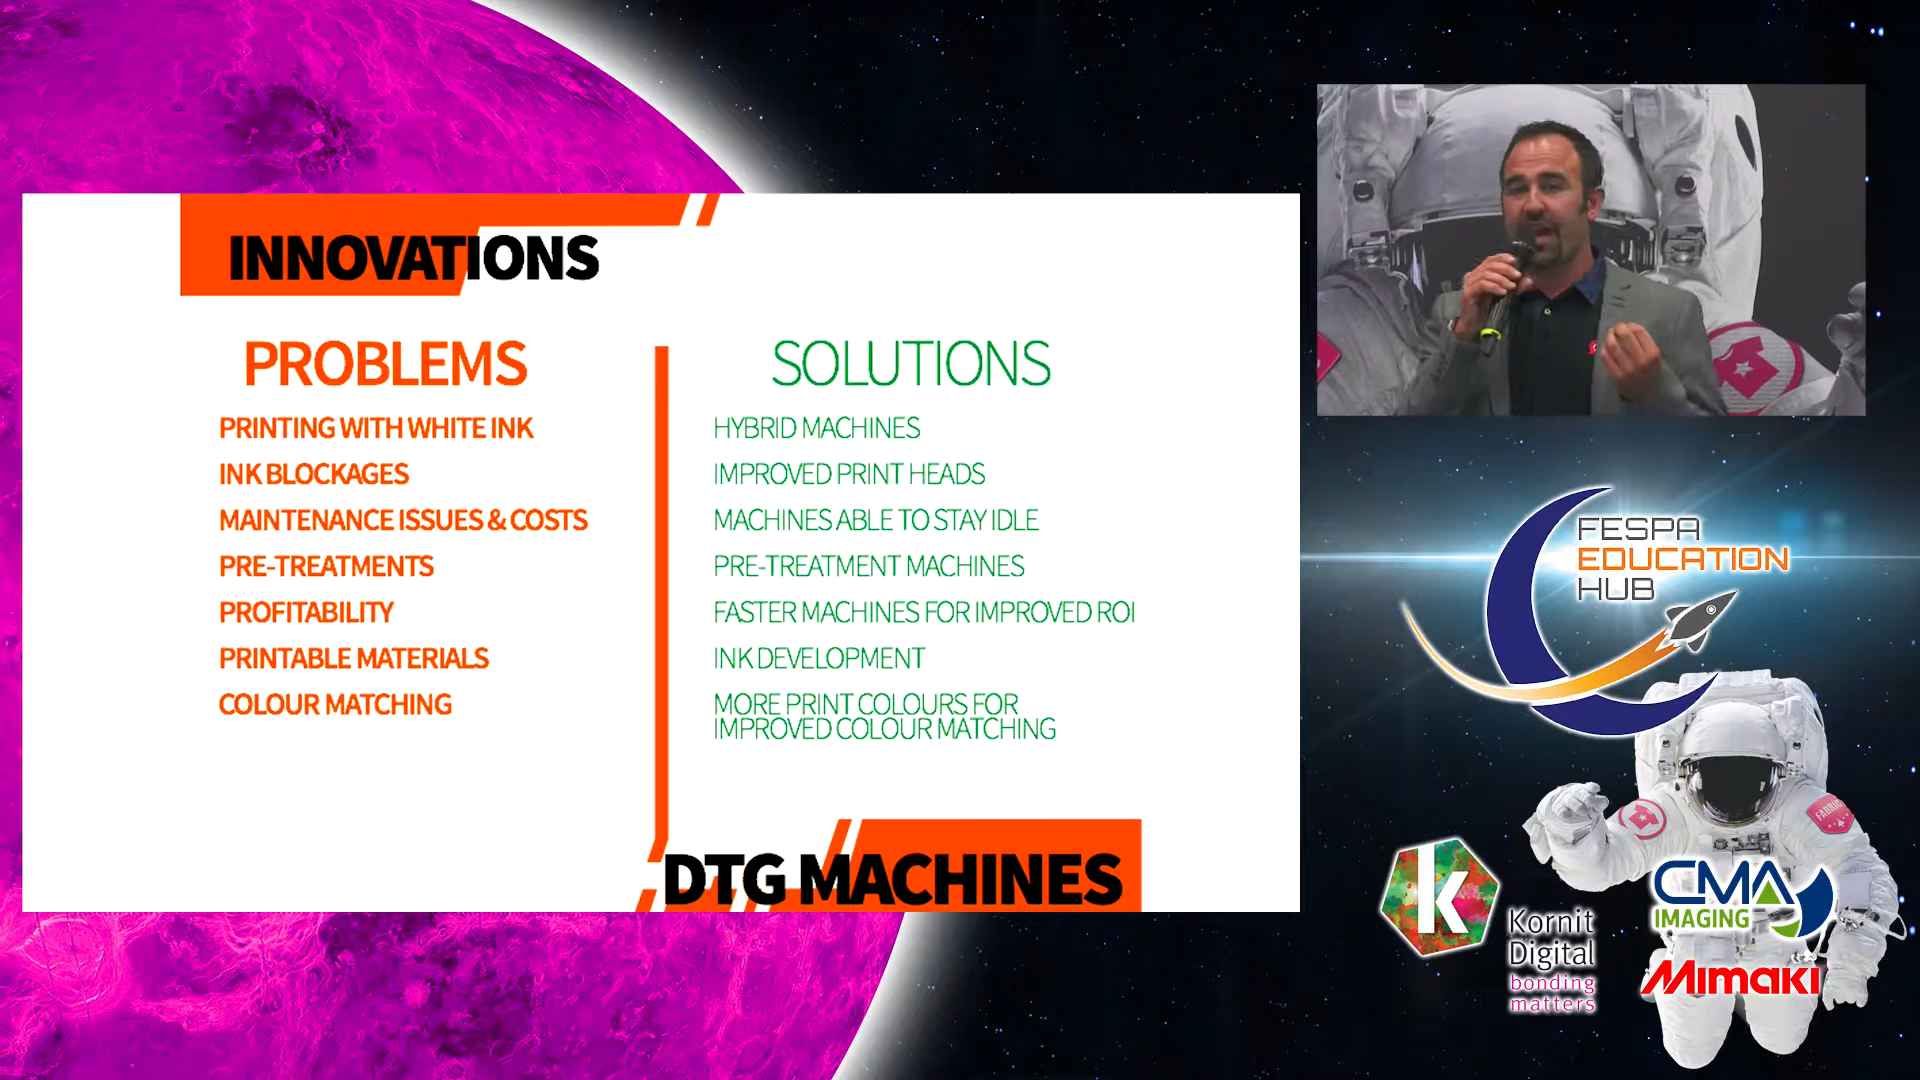 INNOVATIONS
PROBLEMS
PRINTING WITH WHITE INK
INK BLOCKAGES
MAINTENANCE ISSUES & COSTS
PRE-TREATMENTS
PROFITABILITY
PRINTABLE MATERIALS
COLOUR MATCHING
SOLUTIONS
HYBRID MACHINES
IMPROVED PRINT HEADS
MACHINES ABLE TO STAY IDLE
PRE-TREATMENT MACHINES
FASTER MACHINES FOR IMPROVED ROI
INK DEVELOPMENT
MORE PRINT COLOURS FOR
IMPROVED COLOUR MATCHING
DTG MACHINES
FESPA
EDUCATION
HUB
k
Kornit
Digital
bonding
matters
CMA
IMAGING
Mimaki